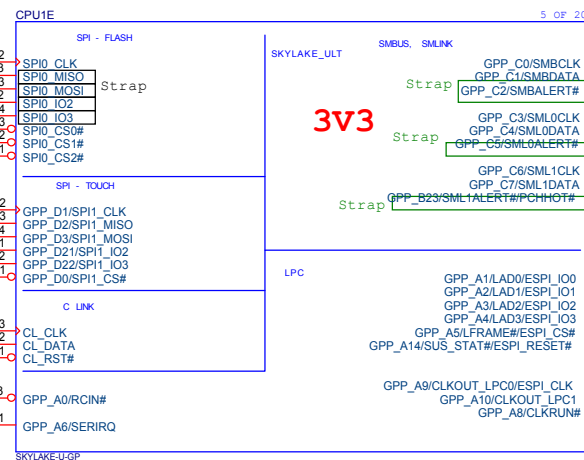 CPU1E
5 OF 20
SPI - FLASH
SPI0_CLK
SPI0_MISO
SPI0_MOSI
SPI0_IO2
SPI0_IO3
SPI0_CS0#
SPI0_CS1#
SPI0_CS2#
Strap
SPI - TOUCH
GPP_D1/SPI1_CLK
GPP_D2/SPI1_MISO
GPP_D3/SPI1_MOSI
GPP_D21/SPI1_IO2
GPP_D22/SPI1_IO3
GPP_D0/SPI1_CS#
C LINK
CL_CLK
CL_DATA
CL_RST#
GPP_A0/RCIN#
GPP_A6/SERIRQ
SKYLAKE_ULT
SMBUS, SMLINK
3v3
GPP_C0/SMBCLK
GPP_C1/SMBDATA
Strap GPP_C2/SMBALERT#
GPP_C3/SML0CLK
GPP_C4/SML0DATA
Strap GPP_C5/SML0ALERT#
GPP_C6/SML1CLK
GPP_C7/SML1DATA
Strap GPP_B23/SML1ALERT#/PCHHOT#
LPC
GPP_A1/LAD0/ESPI_IO0
GPP_A2/LAD1/ESPI_IO1
GPP_A3/LAD2/ESPI_IO2
GPP_A4/LAD3/ESPI_IO3
GPP_A5/LFRAME#/ESPI_CS#
GPP_A14/SUS_STAT#/ESPI_RESET#
GPP_A9/CLKOUT_LPC0/ESPI_CLK
GPP_A10/CLKOUT_LPC1
GPP_A8/CLKRUN#
SKYLAKE-U-GP